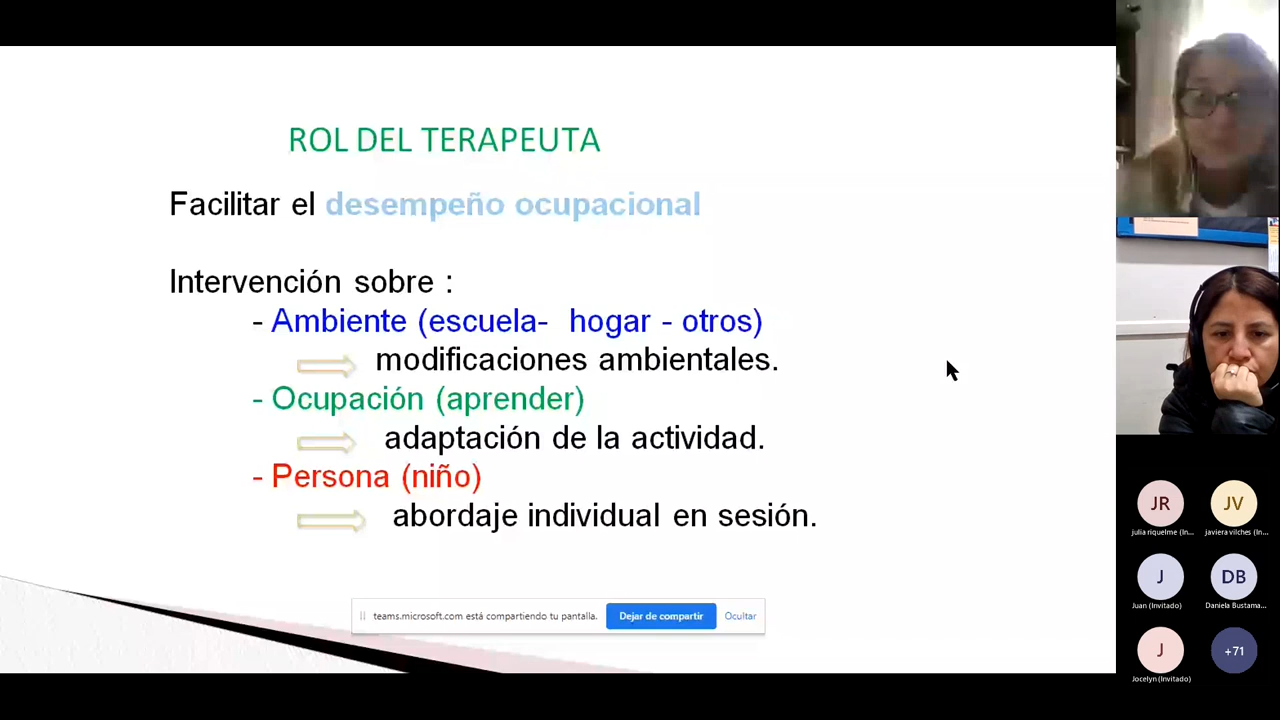 ROL DEL TERAPEUTA
Facilitar el desempeño ocupacional
Intervención sobre :
- Ambiente (escuela- hogar - otros)
modificaciones ambientales.
- Ocupación (aprender)
adaptación de la actividad.
- Persona (niño)
abordaje individual en sesión.
teams.microsoft.com está compartiendo tu pantalla.
Dejar de compartir
Ocultar
JR
JV
julia riquelme (In...
javiera vilches (In...
J
DB
Juan (Invitado)
Daniela Bustama...
J
+71
Jocelyn (Invitado)